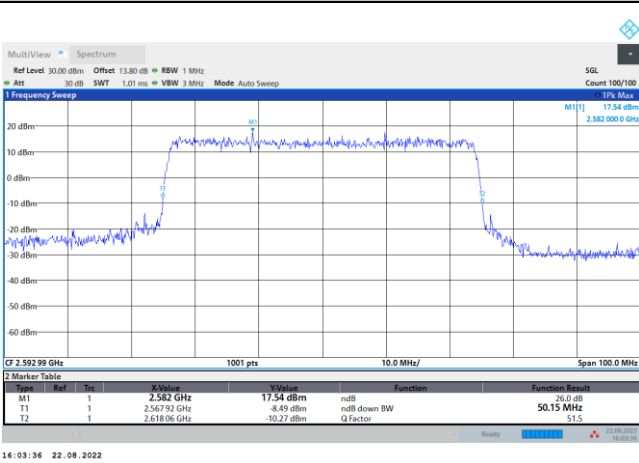 MultiView Spectrum
Ref Level 30.00 dBm Offset 13.80 dB RBW 1 MHz SGL
Att 30 dB SWT 1.01 ms VBW 3 MHz Mode Auto Sweep Count 100/100
1 Frequency Sweep 1Pk Max
M1[1] 17.54 dBm
2.582 000 0 GHz
M1
20 dBm
10 dBm
0 dBm
T1
T2
-10 dBm
-20 dBm
-30 dBm
-40 dBm
-50 dBm
-60 dBm
CF 2.592 99 GHz 1001 pts 10.0 MHz/ Span 100.0 MHz
2 Marker Table
Type Ref Trc X-Value Y-Value Function Function Result
M1 1 2.582 GHz 17.54 dBm ndB 26.0 dB
T1 1 2.567 92 GHz -8.49 dBm ndB down BW 50.15 MHz
T2 1 2.618 06 GHz -10.27 dBm Q Factor 51.5
Ready 22.08.2022
16:03:36
16:03:36 22.08.2022